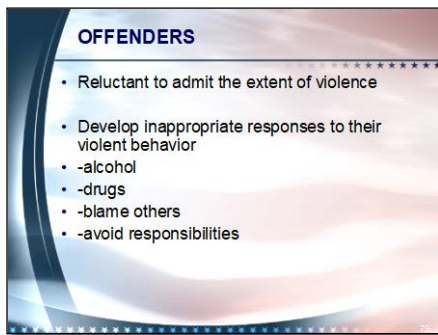 OFFENDERS
• Reluctant to admit the extent of violence
• Develop inappropriate responses to their
violent behavior
• -alcohol
• -drugs
• -blame others
• -avoid responsibilities